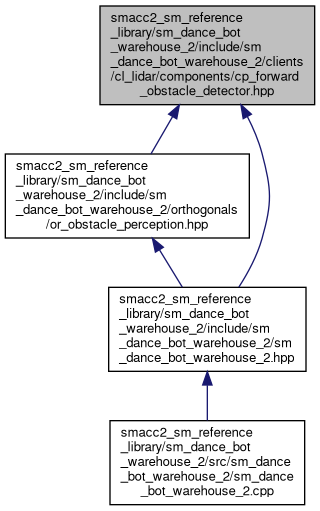 smacc2_sm_reference
_library/sm_dance_bot
_warehouse_2/include/sm
_dance_bot_warehouse_2/clients
/cl_lidar/components/cp_forward
_obstacle_detector.hpp
smacc2_sm_reference
_library/sm_dance_bot
_warehouse_2/include/sm
_dance_bot_warehouse_2/orthogonals
/or_obstacle_perception.hpp
smacc2_sm_reference
_library/sm_dance_bot
_warehouse_2/include/sm
_dance_bot_warehouse_2/sm
_dance_bot_warehouse_2.hpp
smacc2_sm_reference
_library/sm_dance_bot
_warehouse_2/src/sm_dance
_bot_warehouse_2/sm_dance
_bot_warehouse_2.cpp